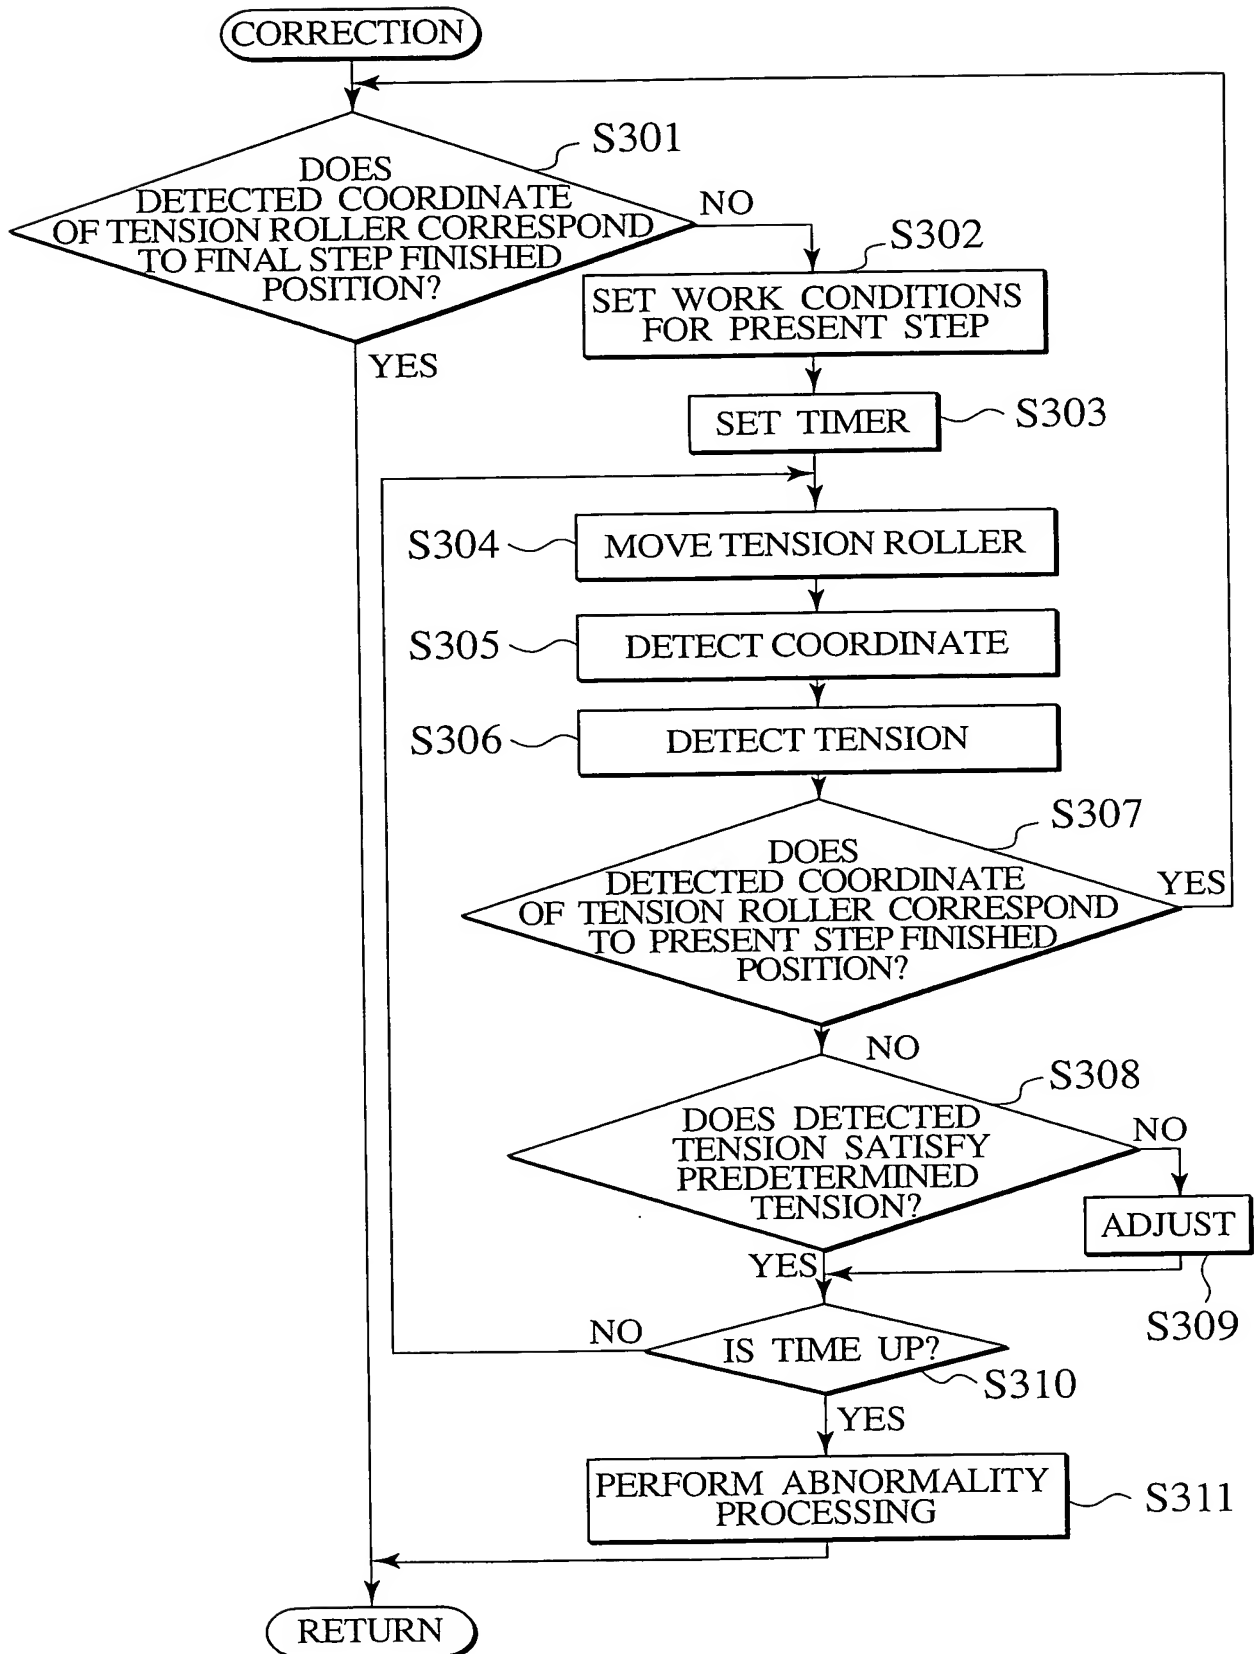 CORRECTION
S301
DOES
DETECTED COORDINATE
OF TENSION ROLLER CORRESPOND
TO FINAL STEP FINISHED
POSITION?
NO
YES
S302
SET WORK CONDITIONS
FOR PRESENT STEP
SET TIMER
S303
S304
MOVE TENSION ROLLER
S305
DETECT COORDINATE
S306
DETECT TENSION
S307
DOES
DETECTED COORDINATE
OF TENSION ROLLER CORRESPOND
TO PRESENT STEP FINISHED
POSITION?
YES
NO
S308
DOES DETECTED
TENSION SATISFY
PREDETERMINED
TENSION?
NO
ADJUST
S309
YES
IS TIME UP?
NO
S310
YES
PERFORM ABNORMALITY
PROCESSING
S311
RETURN